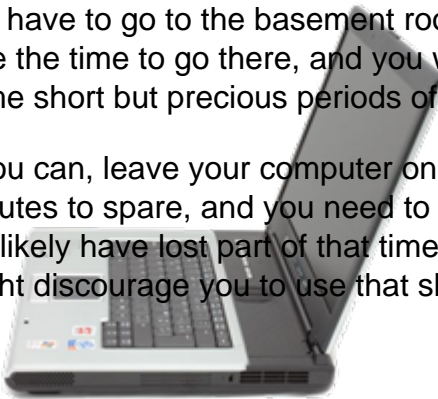 have to go to the basement roo
e the time to go there, and you w
ne short but precious periods of
ou can, leave your computer on
utes to spare, and you need to
likely have lost part of that time
ht discourage you to use that sl